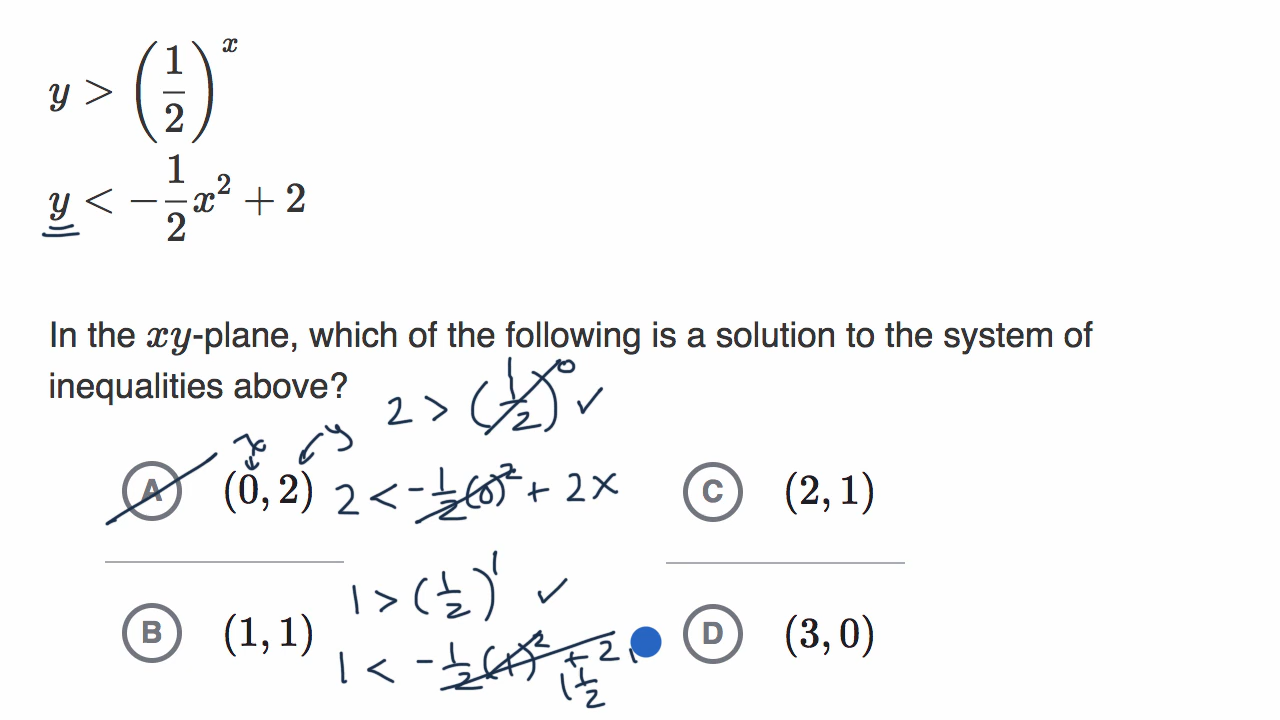 y > (1/2)^x
y < -1/2 x² + 2
In the xy-plane, which of the following is a solution to the system of
inequalities above?
2 > (1/2)^0 ✓
x y
A (0, 2) 2 < -1/2(0)² + 2 x
C (2, 1)
1 > (1/2)^1 ✓
B (1, 1)
1 < -1/2(1)² + 2
1 1/2
D (3, 0)